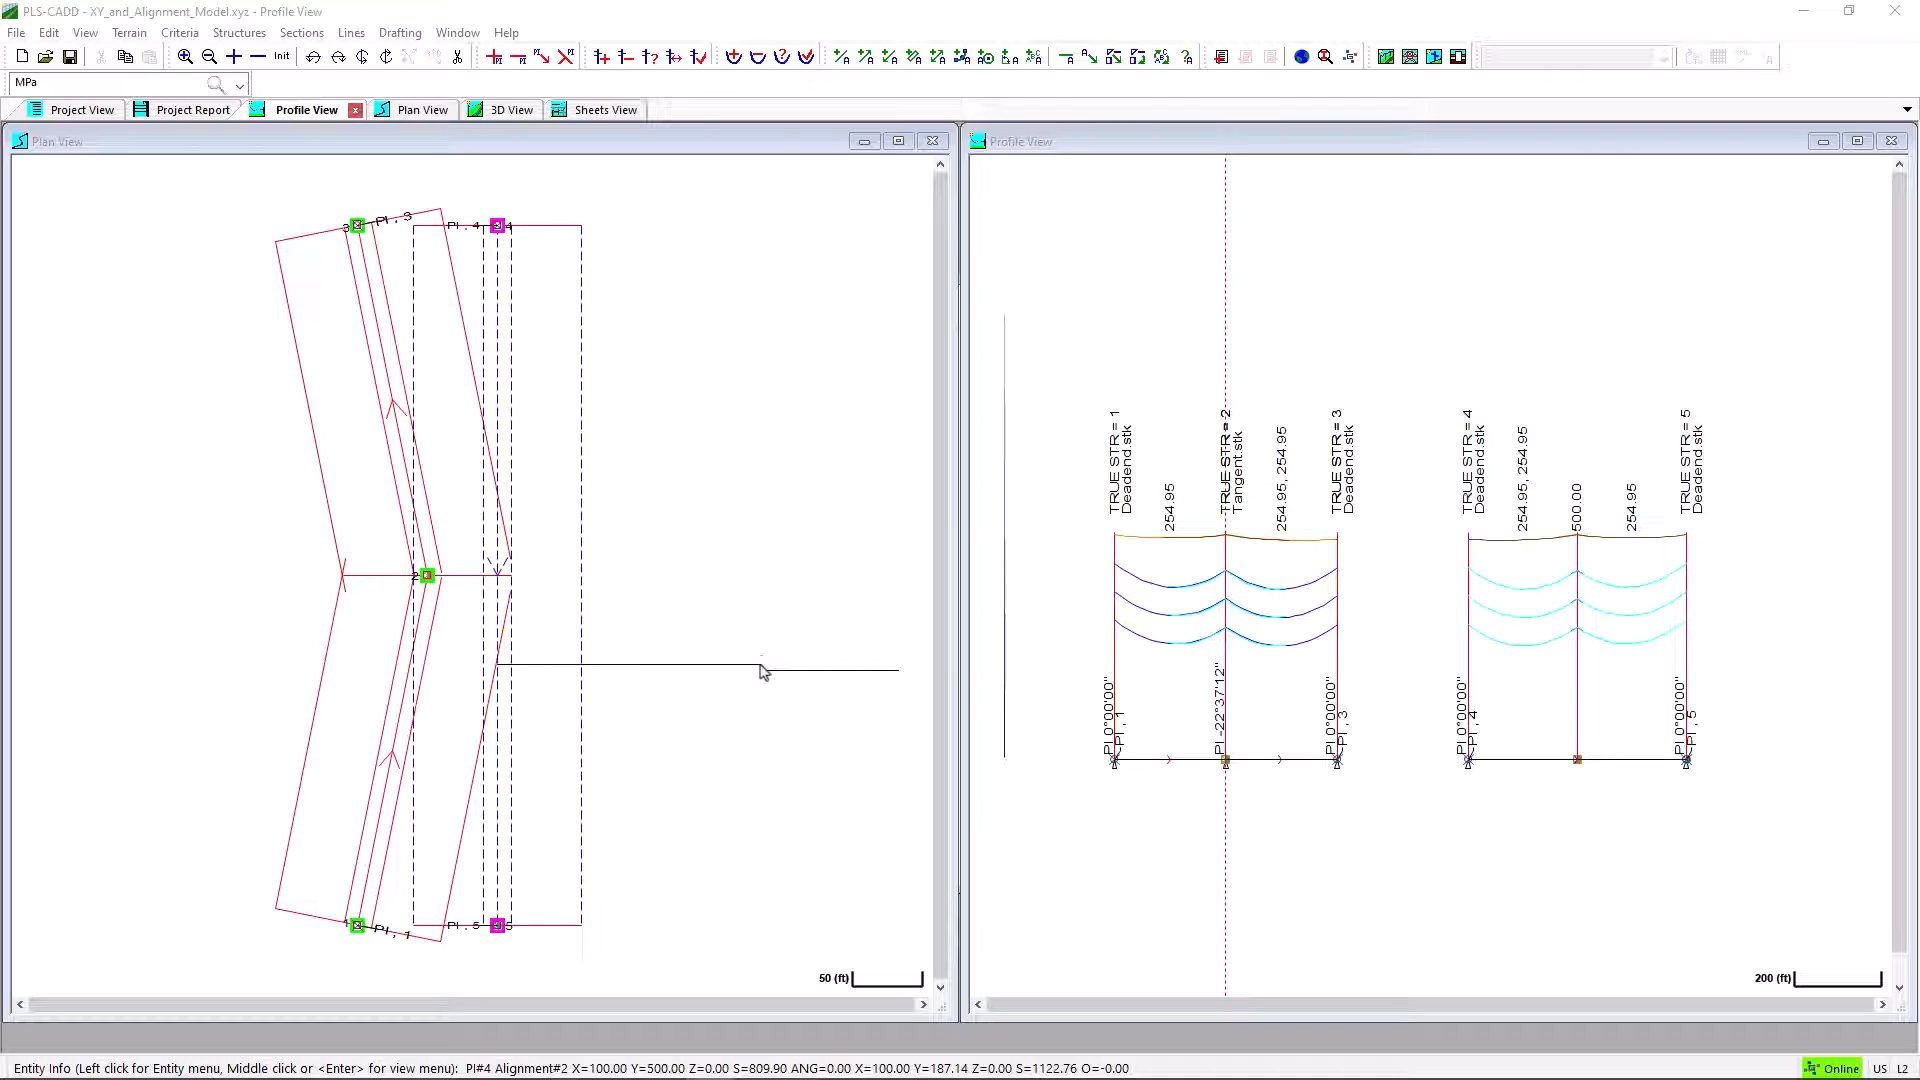 PLS-CADD - XY_and_Alignment_Model.xyz - Profile View
File Edit View Terrain Criteria Structures Sections Lines Drafting Window Help
Init
MPa
Project View Project Report Profile View Plan View 3D View Sheets View
Plan View
3 PI , 3
PI , 4 4
2
1 PI , 1
PI , 5 5
50 (ft)
Profile View
TRUE STR = 1
Deadend.stk
254.95
TRUE STR = 2
Tangent.stk
254.95, 254.95
TRUE STR = 3
Deadend.stk
TRUE STR = 4
Deadend.stk
254.95, 254.95
500.00
254.95
TRUE STR = 5
Deadend.stk
PI 0°00'00"
PI , 1
PI -22°37'12"
PI 0°00'00"
PI , 3
PI 0°00'00"
PI , 4
PI 0°00'00"
PI , 5
200 (ft)
Entity Info (Left click for Entity menu, Middle click or <Enter> for view menu): PI#4 Alignment#2 X=100.00 Y=500.00 Z=0.00 S=809.90 ANG=0.00 X=100.00 Y=187.14 Z=0.00 S=1122.76 O=-0.00
Online US L2